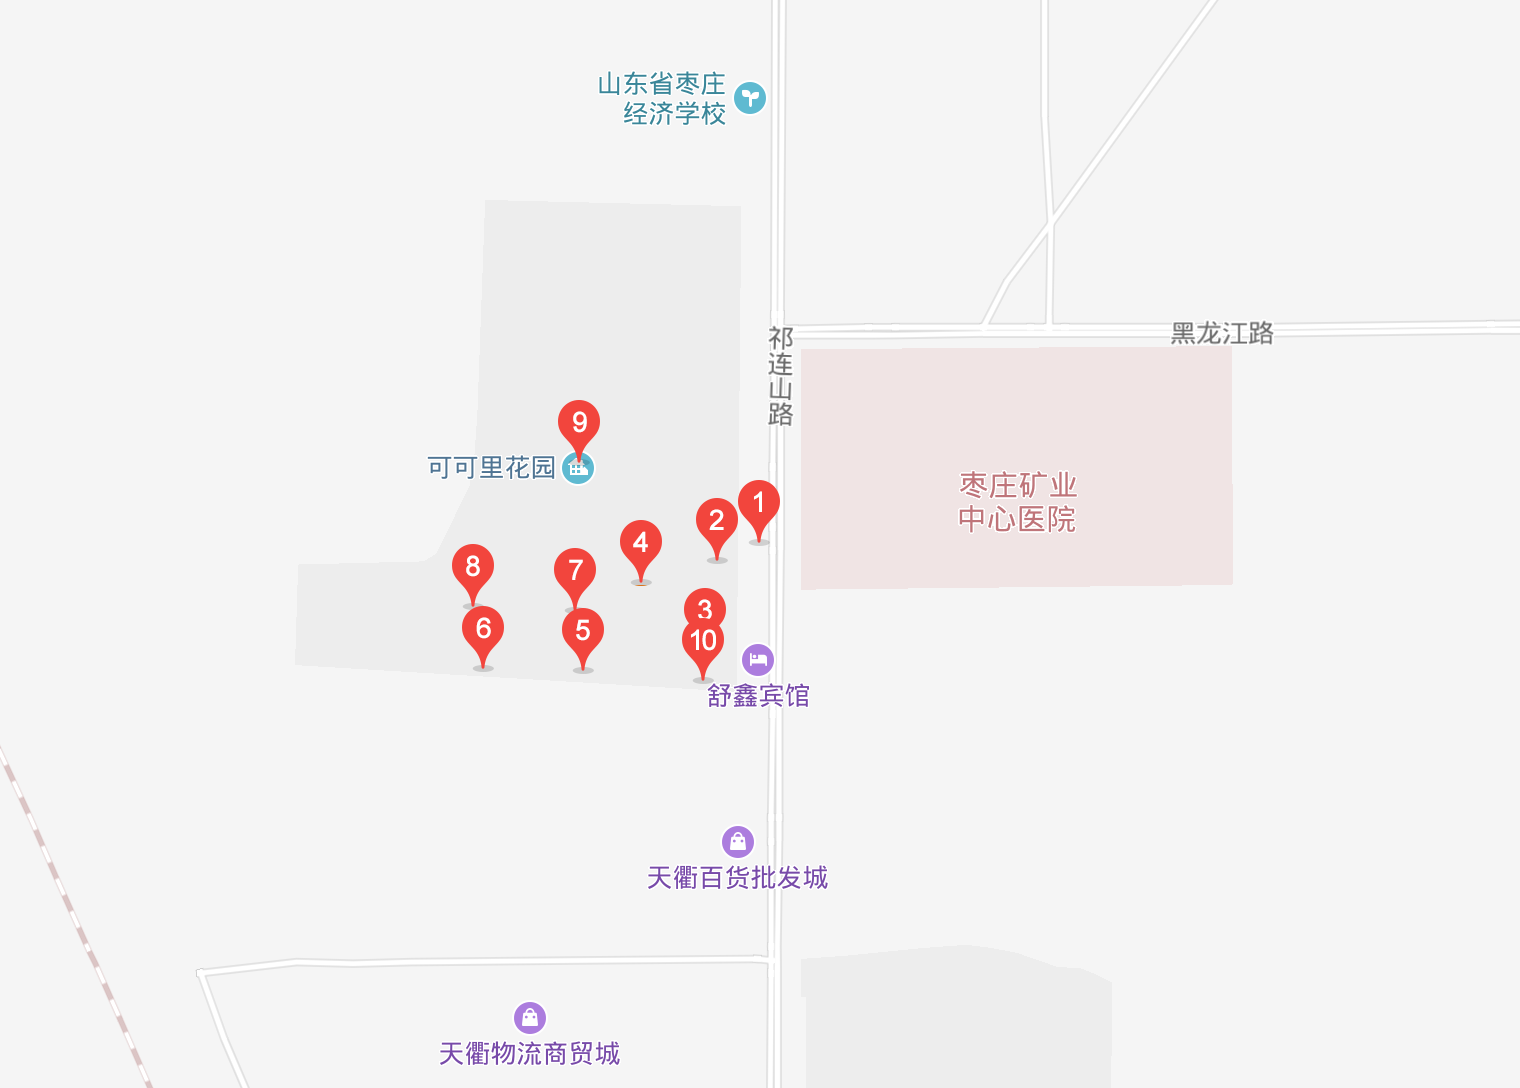 山东省枣庄
经济学校
祁连山路
黑龙江路
9
可可里花园
枣庄矿业
中心医院
1
2
4
8
7
3
6
5
10
舒鑫宾馆
天衢百货批发城
天衢物流商贸城